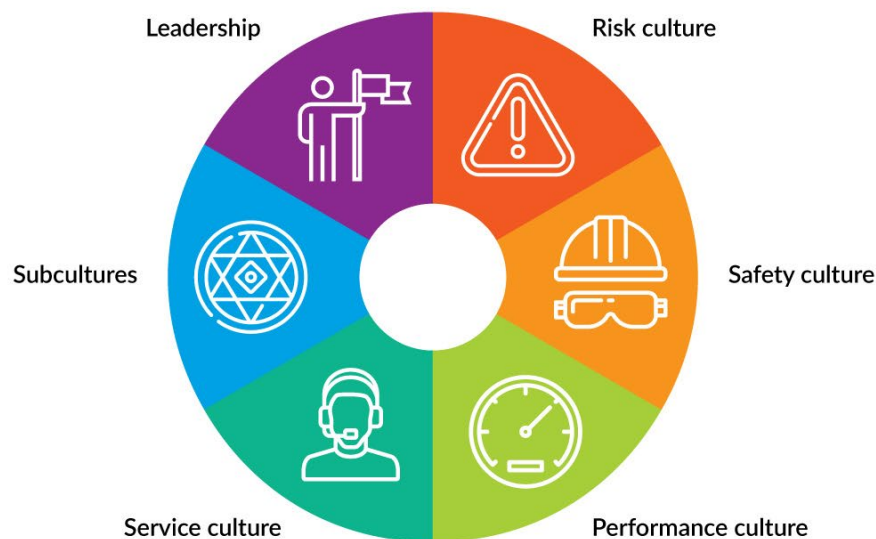 Leadership
Risk culture
Subcultures
Safety culture
Service culture
Performance culture